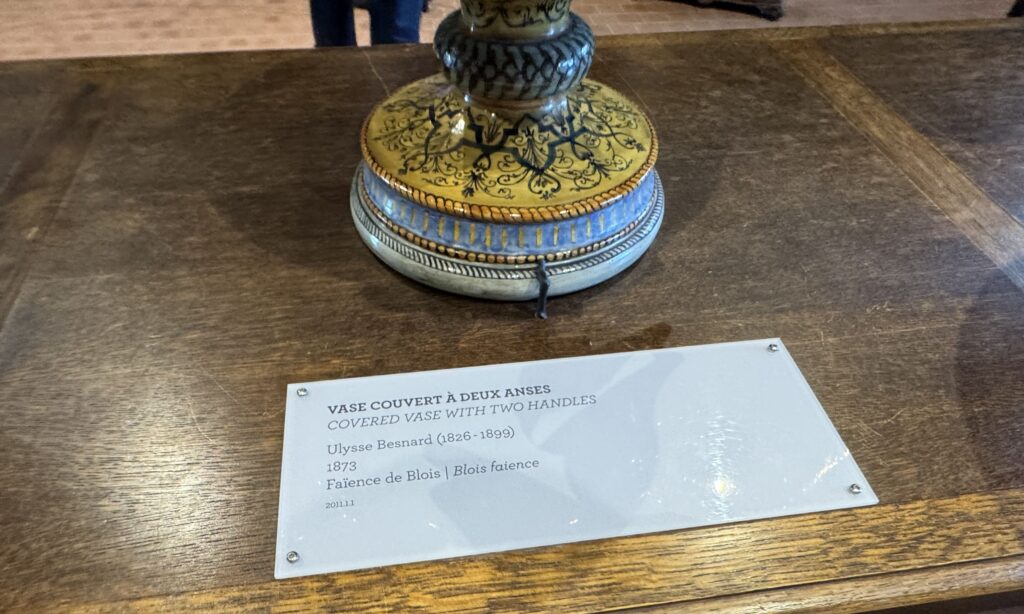 VASE COUVERT À DEUX ANSES
COVERED VASE WITH TWO HANDLES
Ulysse Besnard (1826-1899)
1873
Faïence de Blois | Blois faience
2011.1.1